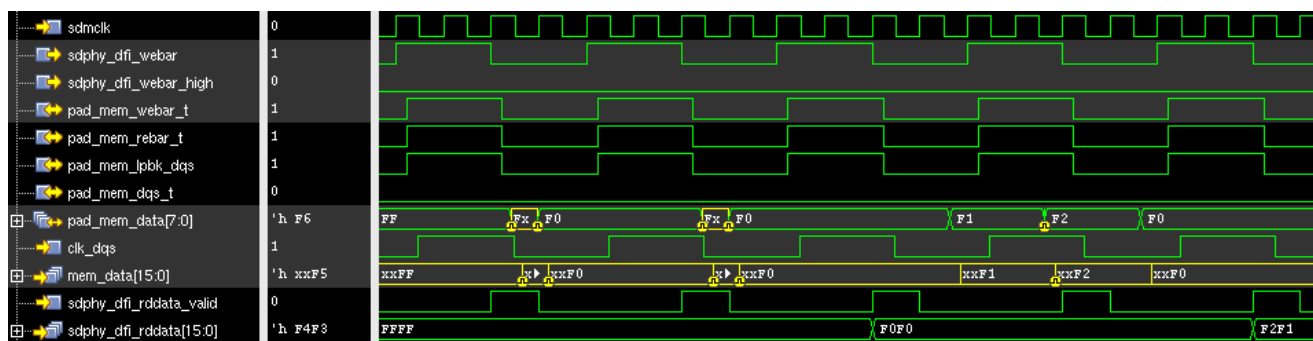 sdmclk 0
sdphy_dfi_webar 1
sdphy_dfi_webar_high 0
pad_mem_webar_t 1
pad_mem_rebar_t 1
pad_mem_lpbk_dqs 1
pad_mem_dqs_t 0
pad_mem_data[7:0] 'h F6 FF Fx F0 Fx F0 F1 F2 F0
clk_dqs 1
mem_data[15:0] 'h xxF5 xxFF x xxF0 x xxF0 xxF1 xxF2 xxF0
sdphy_dfi_rddata_valid 0
sdphy_dfi_rddata[15:0] 'h F4F3 FFFF F0F0 F2F1